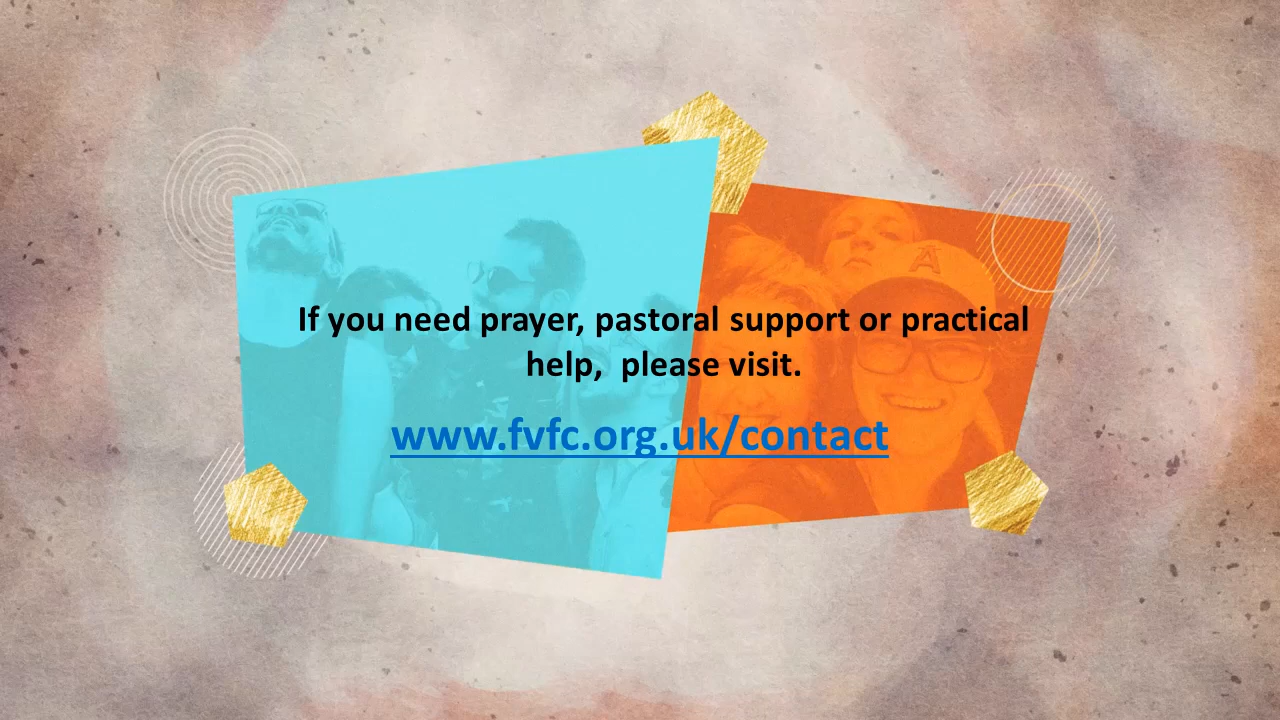 If you need prayer, pastoral support or practical
help,  please visit.
www.fvfc.org.uk/contact
A